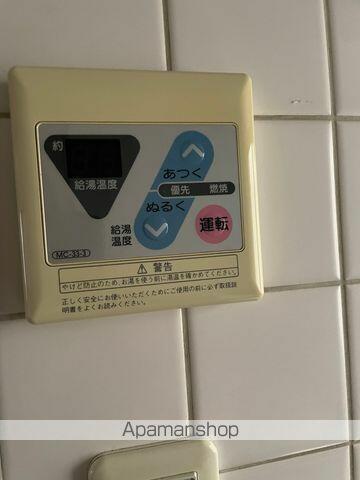 約
給湯温度
あつく
優先 燃焼
ぬるく
給湯
温度
運転
MC-33-3
警告
やけど防止のため、お湯を使う前に湯温を確かめてください。
正しく安全にお使いいただくためにご使用の前に必ず取扱説
明書をよくお読みください。
Apamanshop